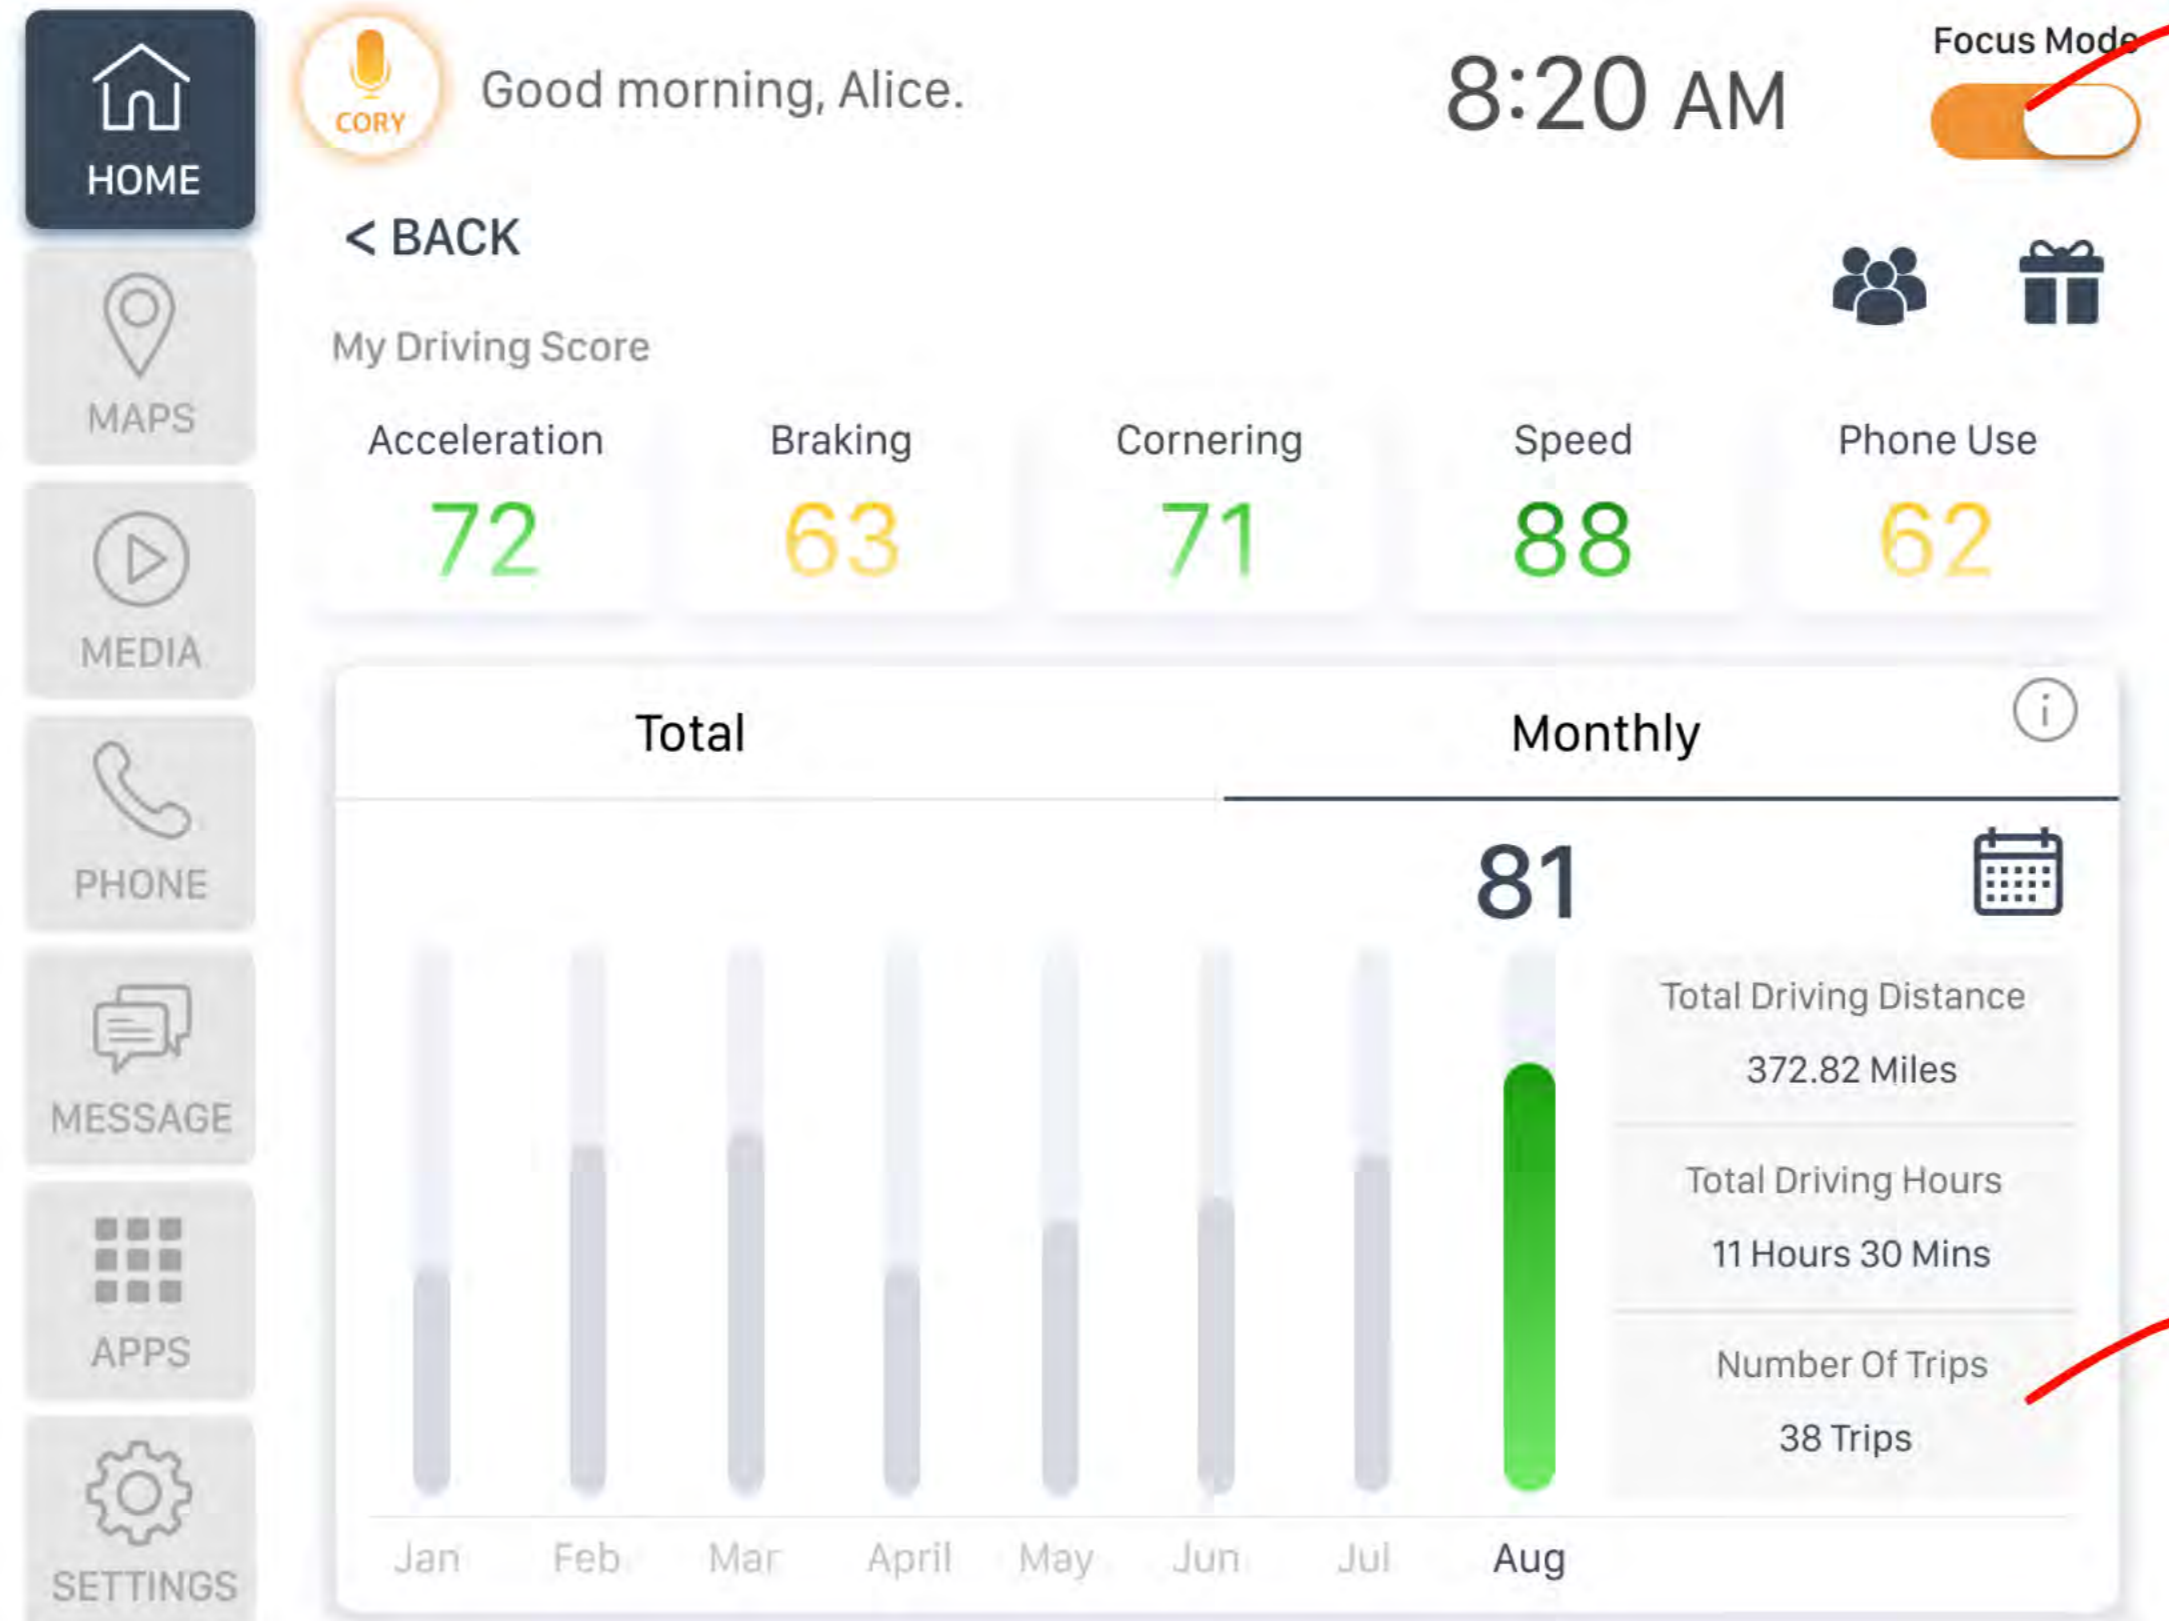 HOME
MAPS
MEDIA
PHONE
MESSAGE
APPS
SETTINGS
CORY
Good morning, Alice.
8:20 AM
Focus Mode
< BACK
My Driving Score
Acceleration
72
Braking
63
Cornering
71
Speed
88
Phone Use
62
Total
Monthly
i
81
Total Driving Distance
372.82 Miles
Total Driving Hours
11 Hours 30 Mins
Number Of Trips
38 Trips
Jan Feb Mar April May Jun Jul Aug